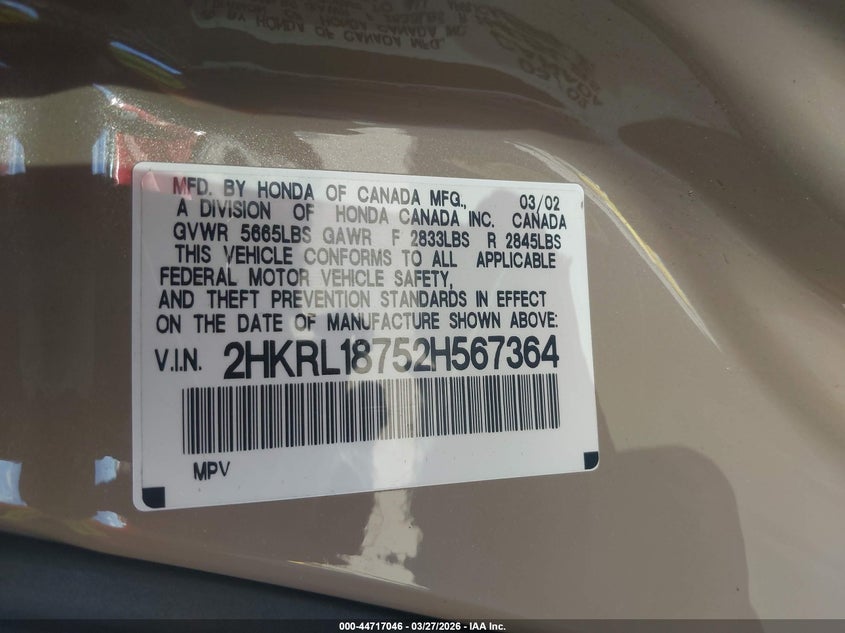 MFD. BY HONDA OF CANADA MFG., 03/02
A DIVISION OF HONDA CANADA INC. CANADA
GVWR 5665LBS GAWR F 2833LBS R 2845LBS
THIS VEHICLE CONFORMS TO ALL APPLICABLE
FEDERAL MOTOR VEHICLE SAFETY,
AND THEFT PREVENTION STANDARDS IN EFFECT
ON THE DATE OF MANUFACTURE SHOWN ABOVE:
V.I.N. 2HKRL18752H567364
MPV
000-44717046 — 03/27/2026 — IAA Inc.